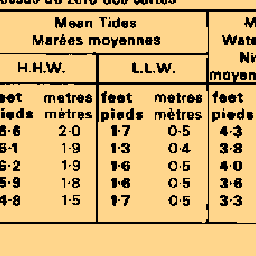 Mean Tides
Marées moyennes
H.H.W. L.L.W.
metres feet metres feet
mètres pieds mètres pieds
2·0 1·7 0·5 4·3
1·9 1·3 0·4 3·8
1·9 1·6 0·5 4·0
1·8 1·6 0·5 3·6
1·5 1·7 0·5 3·3